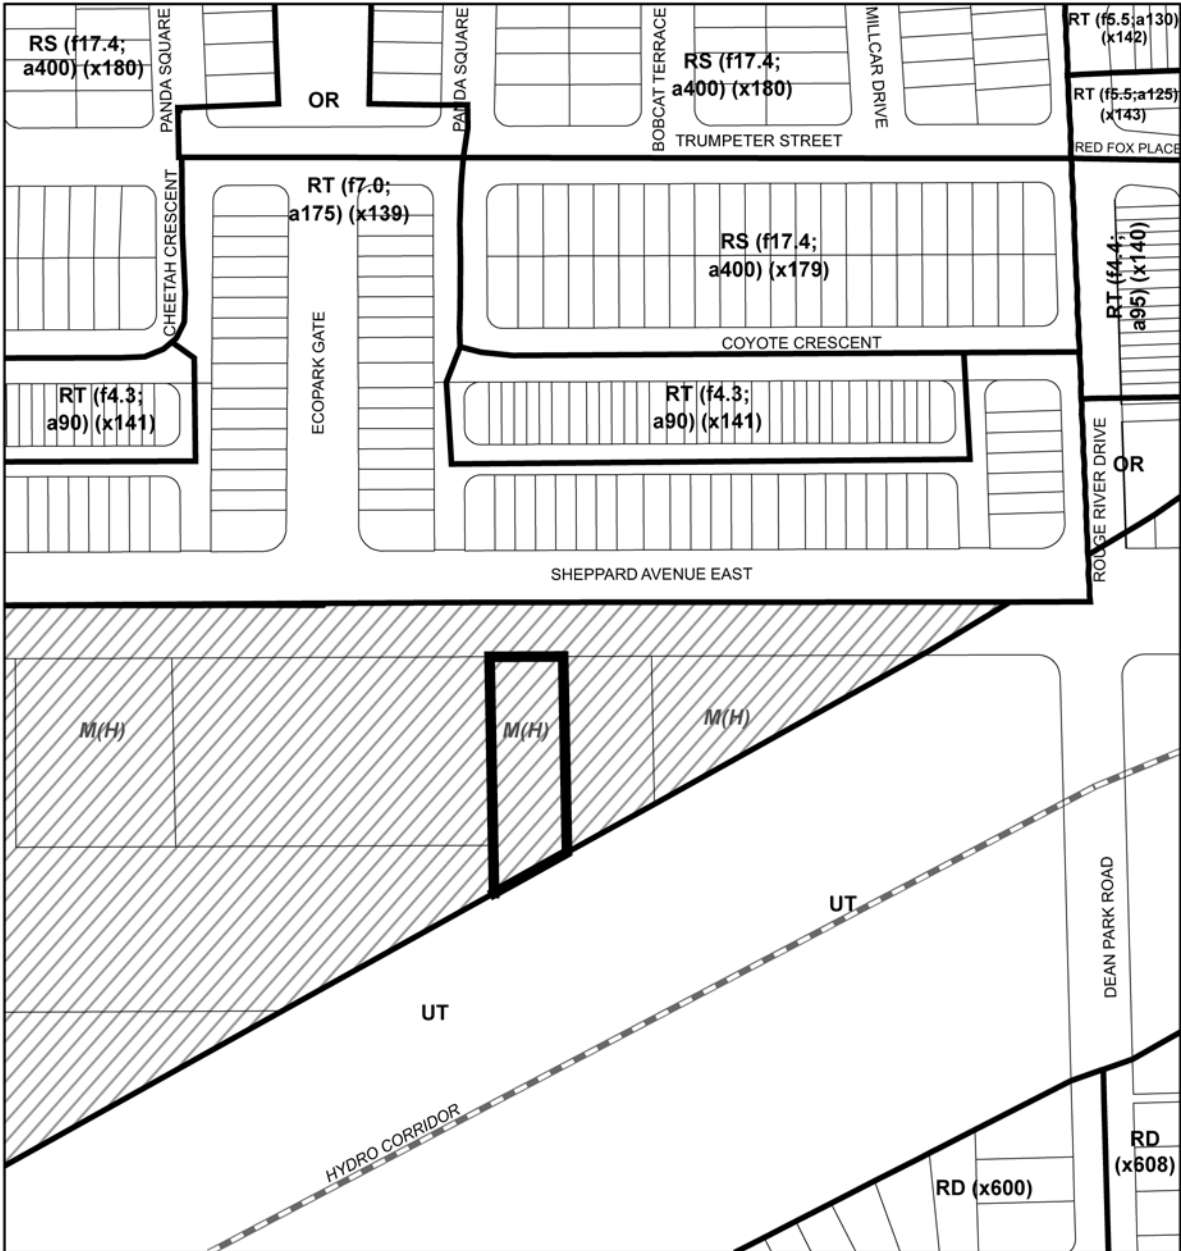 RS (f17.4;
a400) (x180)
PANDA SQUARE
OR
PANDA SQUARE
BOBCAT TERRACE
RS (f17.4;
a400) (x180)
MILLCAR DRIVE
RT (f5.5;a130)
(x142)
RT (f5.5;a125)
(x143)
TRUMPETER STREET
RED FOX PLACE
CHEETAH CRESCENT
RT (f7.0;
a175) (x139)
RS (f17.4;
a400) (x179)
RT (f4.4;
a95) (x140)
ECOPARK GATE
COYOTE CRESCENT
RT (f4.3;
a90) (x141)
RT (f4.3;
a90) (x141)
ROUGE RIVER DRIVE
OR
SHEPPARD AVENUE EAST
M(H)
M(H)
M(H)
UT
UT
DEAN PARK ROAD
HYDRO CORRIDOR
RD (x600)
RD
(x608)